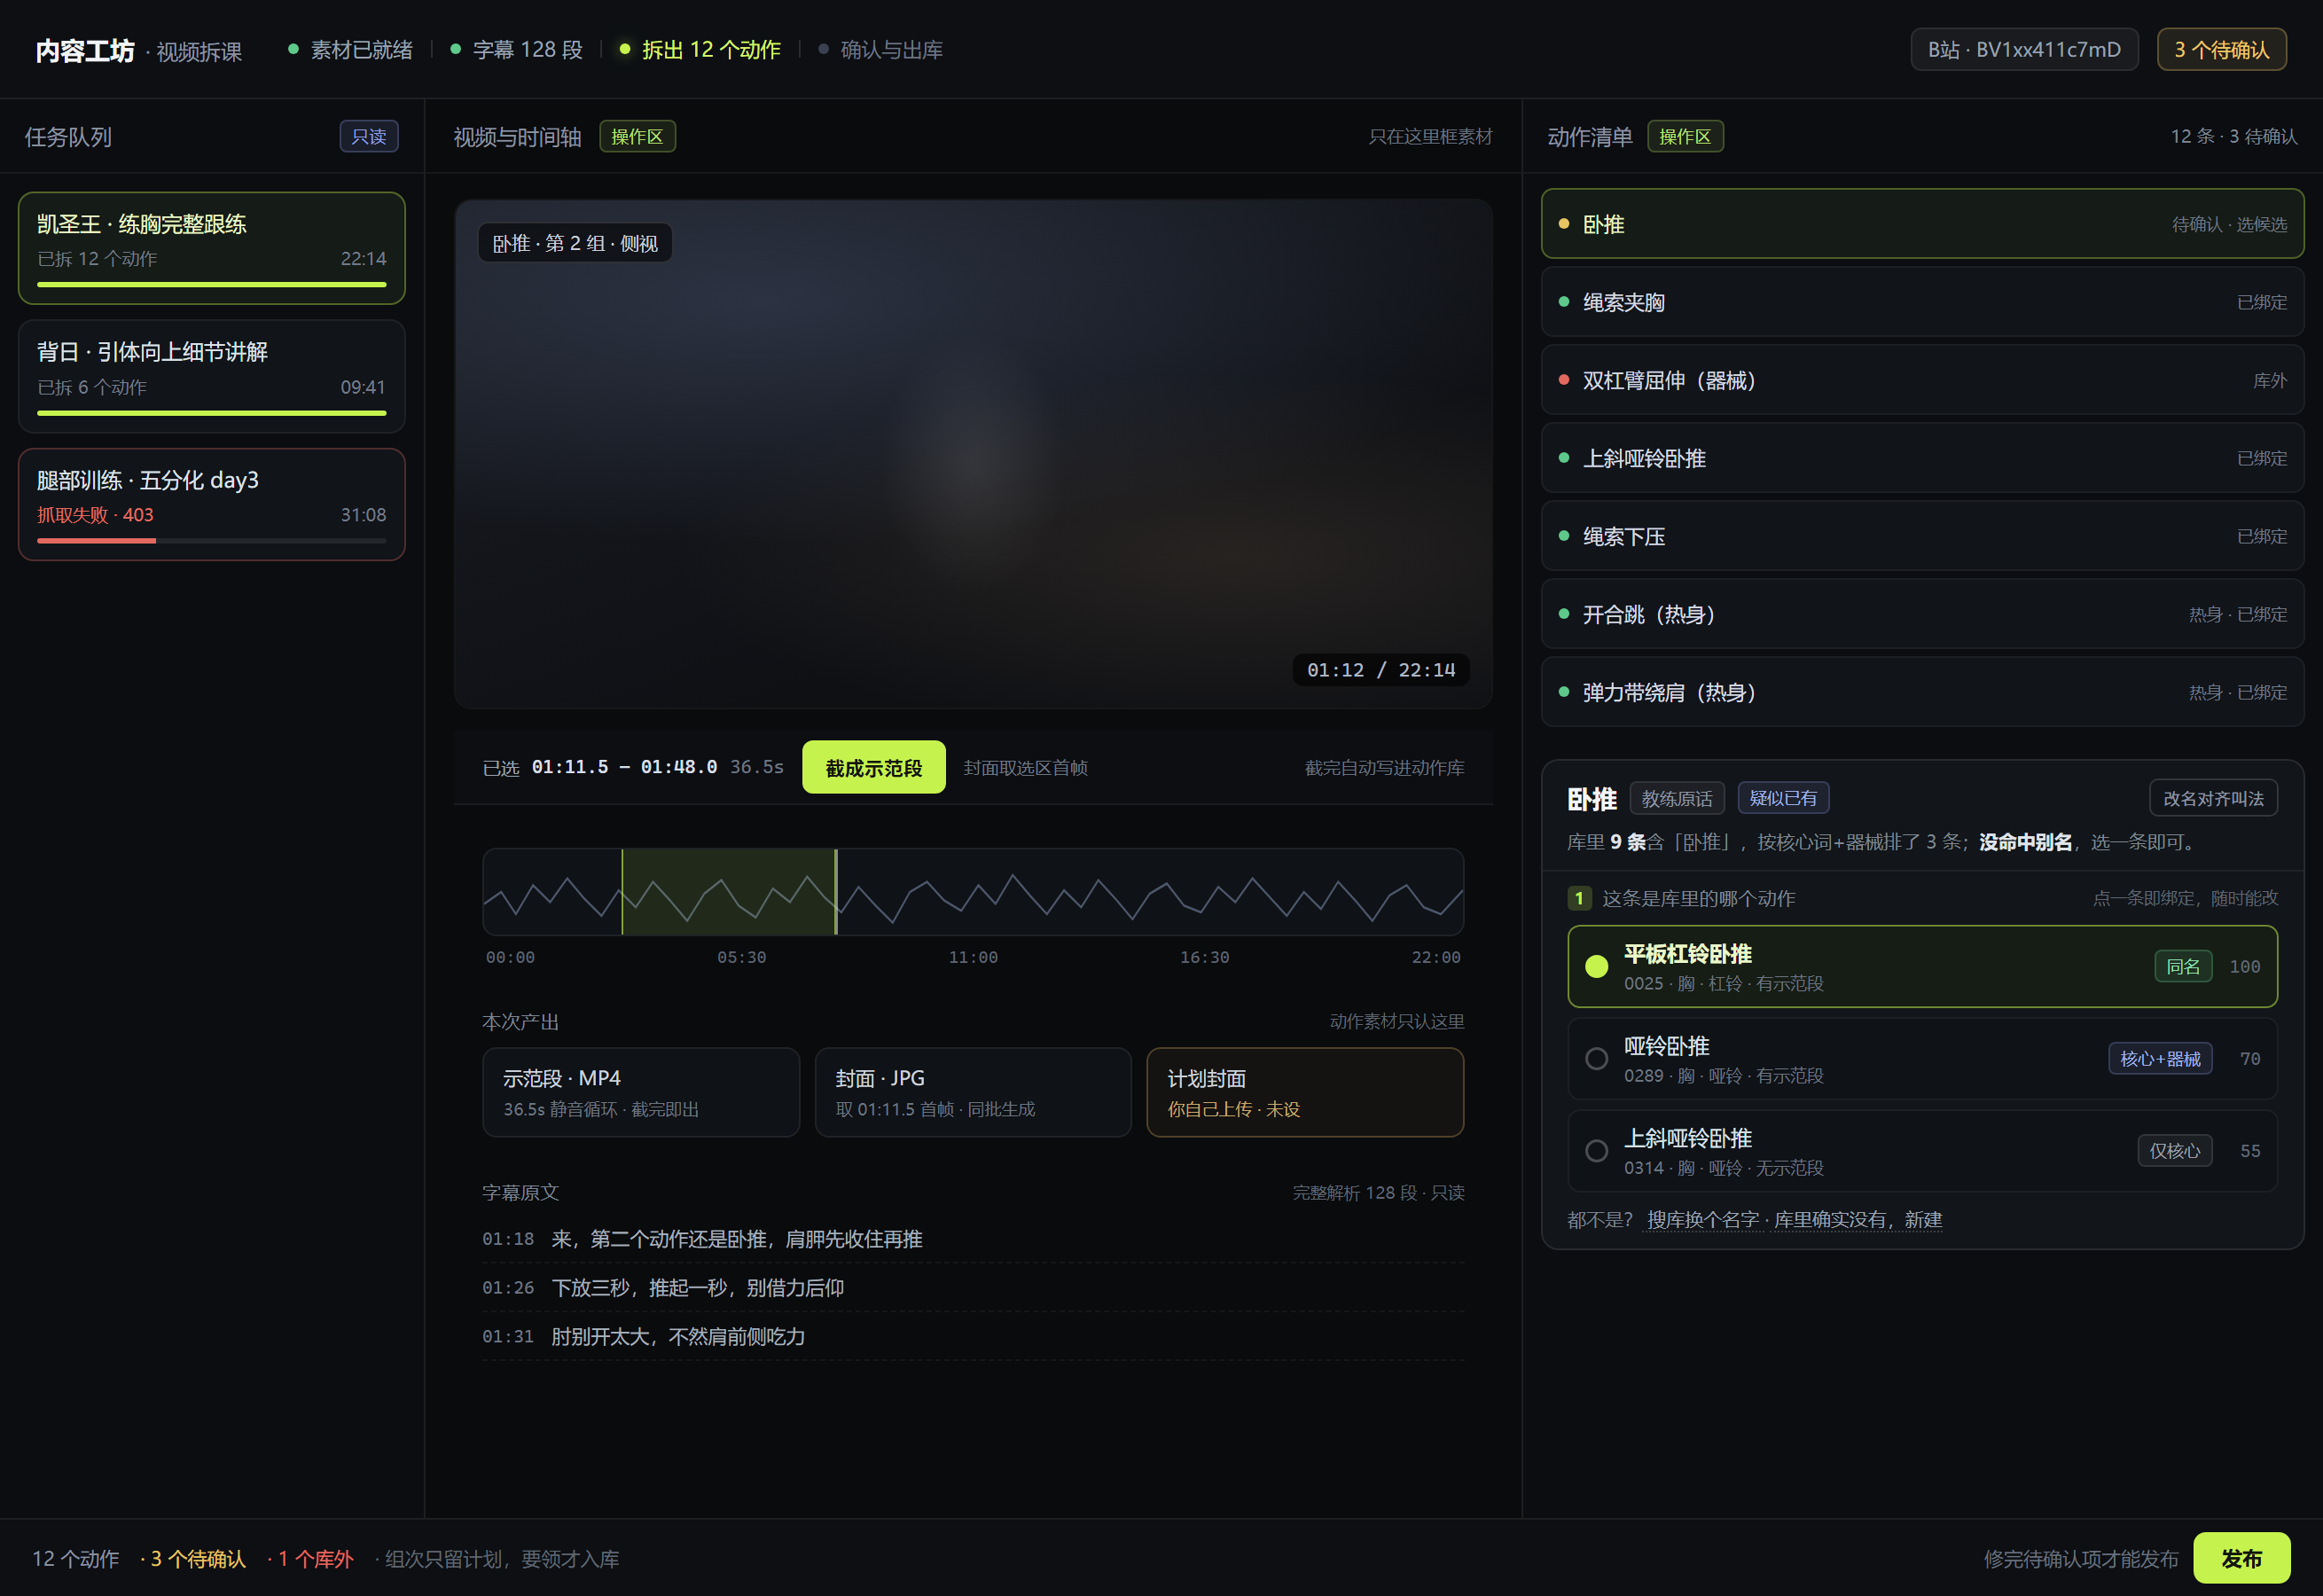 内容工坊 · 视频拆课 素材已就绪 字幕 128 段 拆出 12 个动作 确认与出库 B站 · BV1xx411c7mD 3 个待确认
任务队列 只读
凯圣王 · 练胸完整跟练
已拆 12 个动作 22:14
背日 · 引体向上细节讲解
已拆 6 个动作 09:41
腿部训练 · 五分化 day3
抓取失败 · 403 31:08
视频与时间轴 操作区 只在这里框素材
卧推 · 第 2 组 · 侧视
01:12 / 22:14
已选 01:11.5 – 01:48.0 36.5s 截成示范段 封面取选区首帧 截完自动写进动作库
00:00 05:30 11:00 16:30 22:00
本次产出 动作素材只认这里
示范段 · MP4
36.5s 静音循环 · 截完即出
封面 · JPG
取 01:11.5 首帧 · 同批生成
计划封面
你自己上传 · 未设
字幕原文 完整解析 128 段 · 只读
01:18 来，第二个动作还是卧推，肩胛先收住再推
01:26 下放三秒，推起一秒，别借力后仰
01:31 肘别开太大，不然肩前侧吃力
动作清单 操作区 12 条 · 3 待确认
卧推 待确认 · 选候选
绳索夹胸 已绑定
双杠臂屈伸（器械） 库外
上斜哑铃卧推 已绑定
绳索下压 已绑定
开合跳（热身） 热身 · 已绑定
弹力带绕肩（热身） 热身 · 已绑定
卧推 教练原话 疑似已有 改名对齐叫法
库里 9 条含「卧推」，按核心词+器械排了 3 条；没命中别名，选一条即可。
1 这条是库里的哪个动作 点一条即绑定，随时能改
平板杠铃卧推
0025 · 胸 · 杠铃 · 有示范段
同名 100
哑铃卧推
0289 · 胸 · 哑铃 · 有示范段
核心+器械 70
上斜哑铃卧推
0314 · 胸 · 哑铃 · 无示范段
仅核心 55
都不是？ 搜库换个名字 · 库里确实没有，新建
12 个动作 · 3 个待确认 · 1 个库外 · 组次只留计划，要领才入库 修完待确认项才能发布 发布